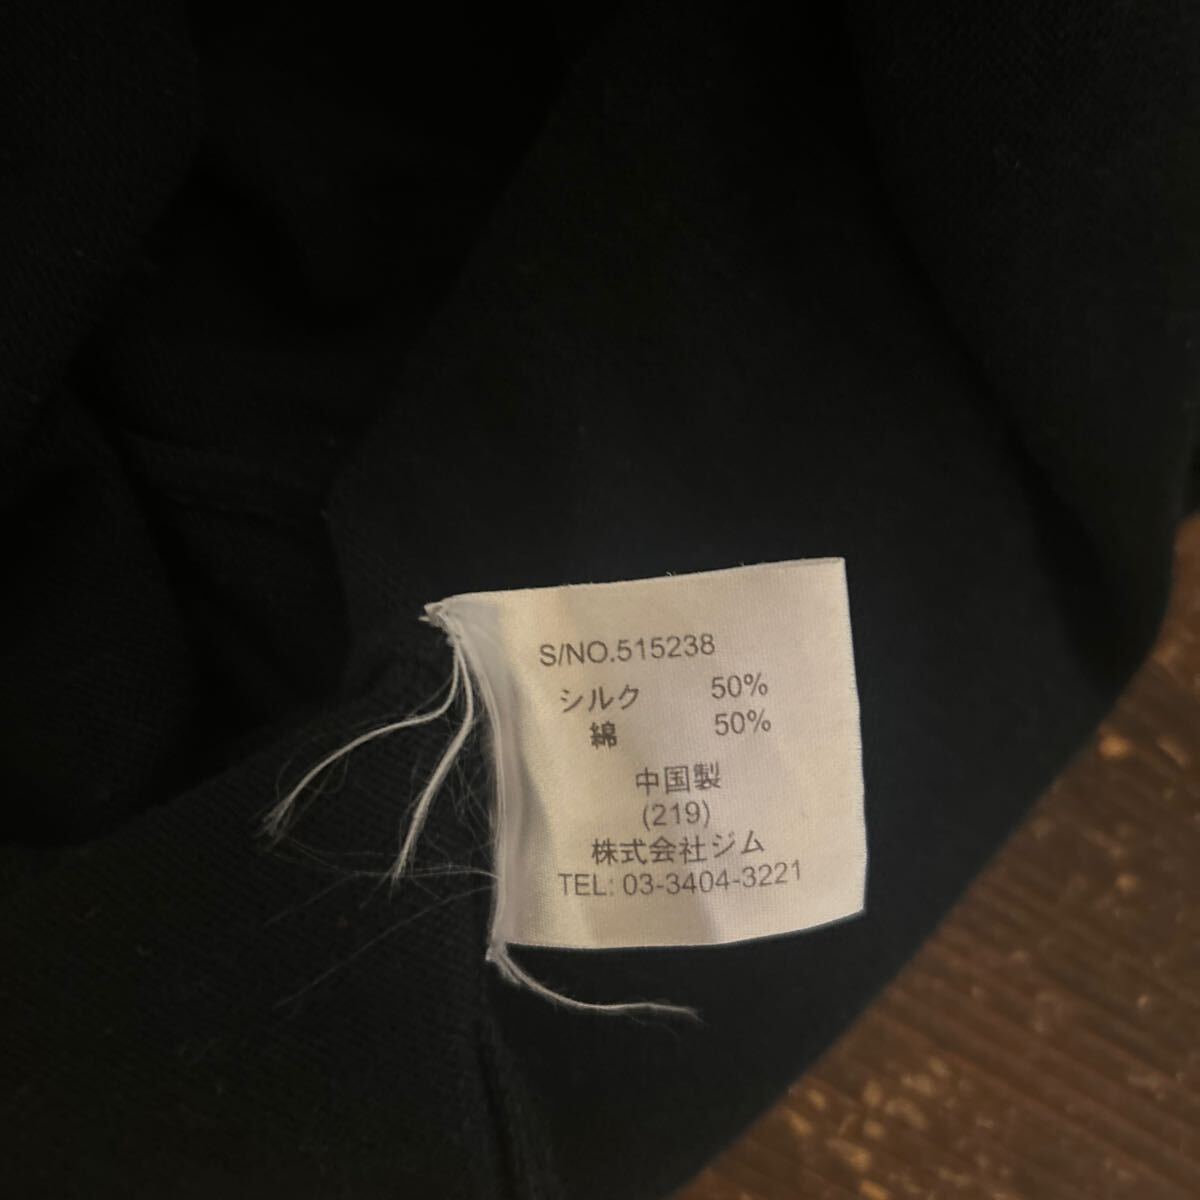 S/NO.515238
シルク 50%
綿 50%
中国製
(219)
株式会社ジム
TEL: 03-3404-3221